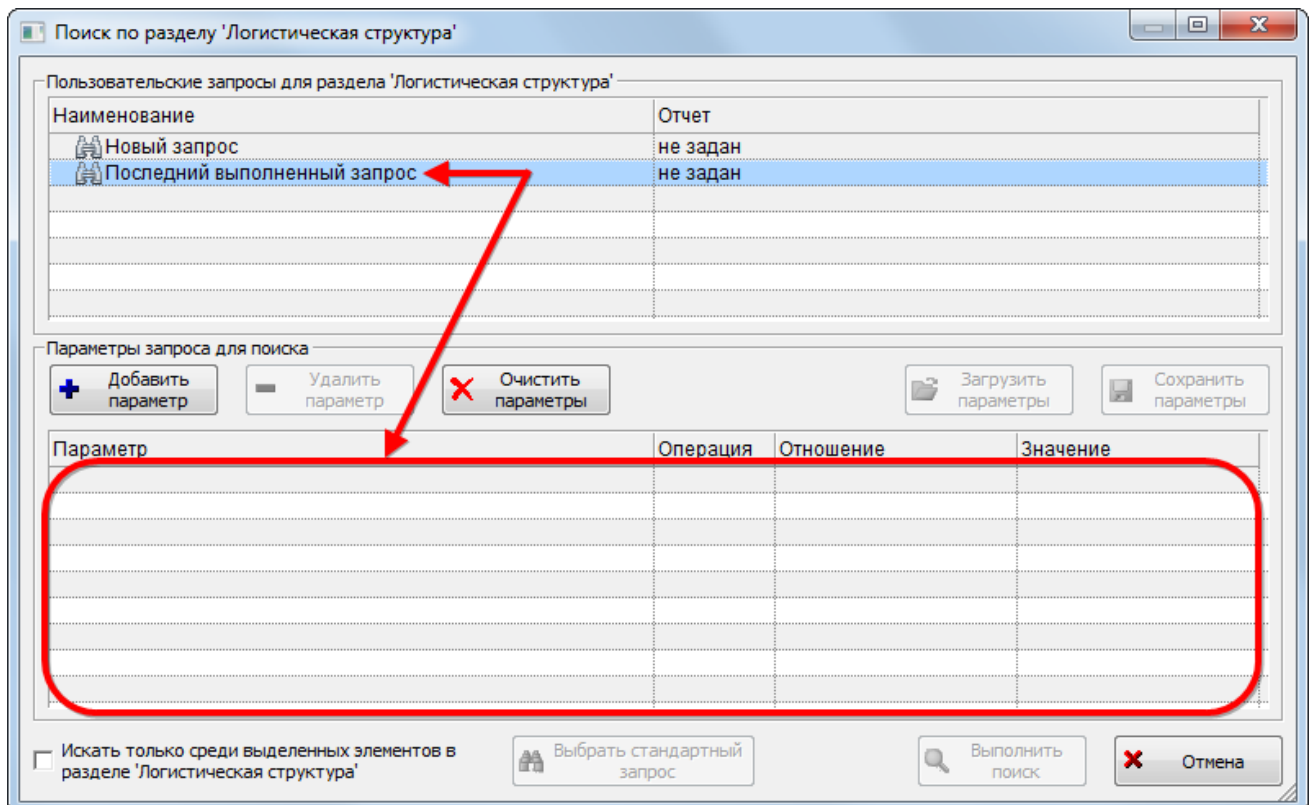 Поиск по разделу 'Логистическая структура'
Пользовательские запросы для раздела 'Логистическая структура'
Наименование Отчет
Новый запрос не задан
Последний выполненный запрос не задан
Параметры запроса для поиска
Добавить параметр
Удалить параметр
Очистить параметры
Загрузить параметры
Сохранить параметры
Параметр Операция Отношение Значение
Искать только среди выделенных элементов в
разделе 'Логистическая структура'
Выбрать стандартный
запрос
Выполнить
поиск
Отмена